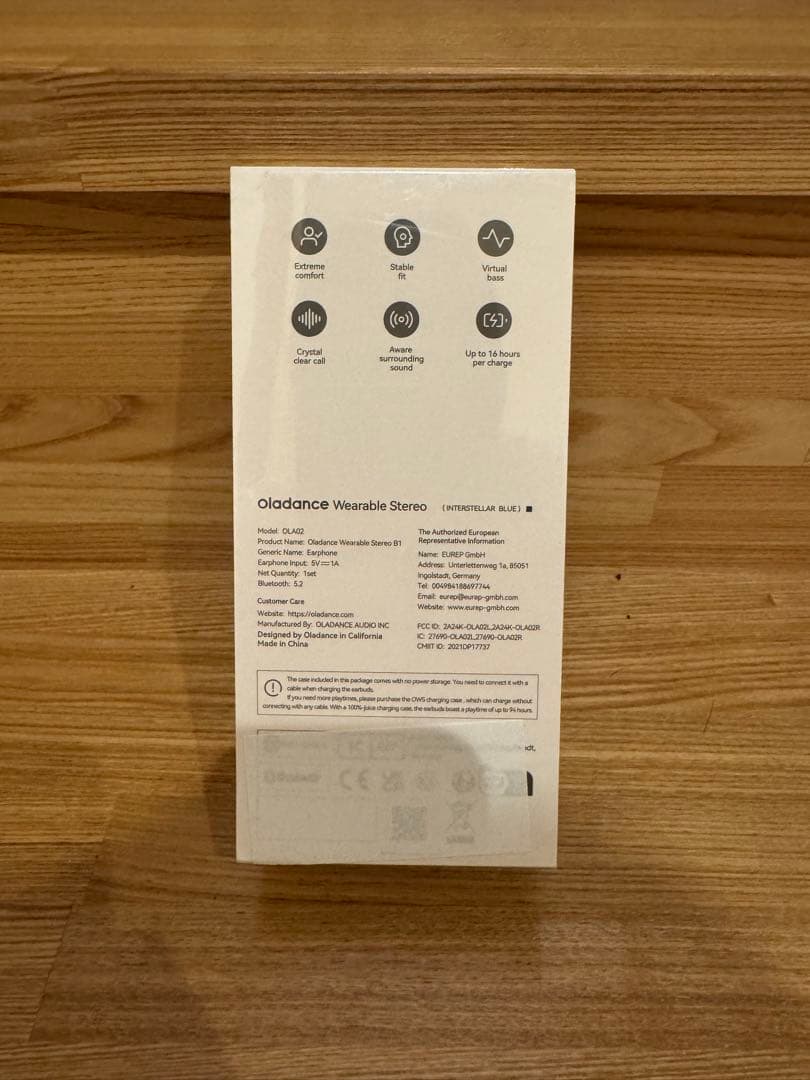 Extreme
comfort
Stable
fit
Virtual
bass
Crystal
clear call
Aware
surrounding
sound
Up to 16 hours
per charge
oladance Wearable Stereo (INTERSTELLAR BLUE)
Model: OLA02
Product Name: Oladance Wearable Stereo B1
Generic Name: Earphone
Earphone Input: 5V⎓1A
Net Quantity: 1set
Bluetooth: 5.2
Customer Care
Website: https://oladance.com
Manufactured By: OLADANCE AUDIO INC
Designed by Oladance in California
Made in China
The Authorized European
Representative Information
Name: EUREP GmbH
Address: Unterlettenweg 1a, 85051
Ingolstadt, Germany
Tel: 004984188697744
Email: eurep@eurep-gmbh.com
Website: www.eurep-gmbh.com
FCC ID: 2A24K-OLA02L,2A24K-OLA02R
IC: 27690-OLA02L,27690-OLA02R
CMIIT ID: 2021DP17737
The case included in this package comes with no power storage. You need to connect it with a
cable when charging the earbuds.
If you need more playtimes, please purchase the OWS charging case , which can charge without
connecting with any cable. With a 100%-juice charging case, the earbuds boast a playtime of up to 94 hours.
CE